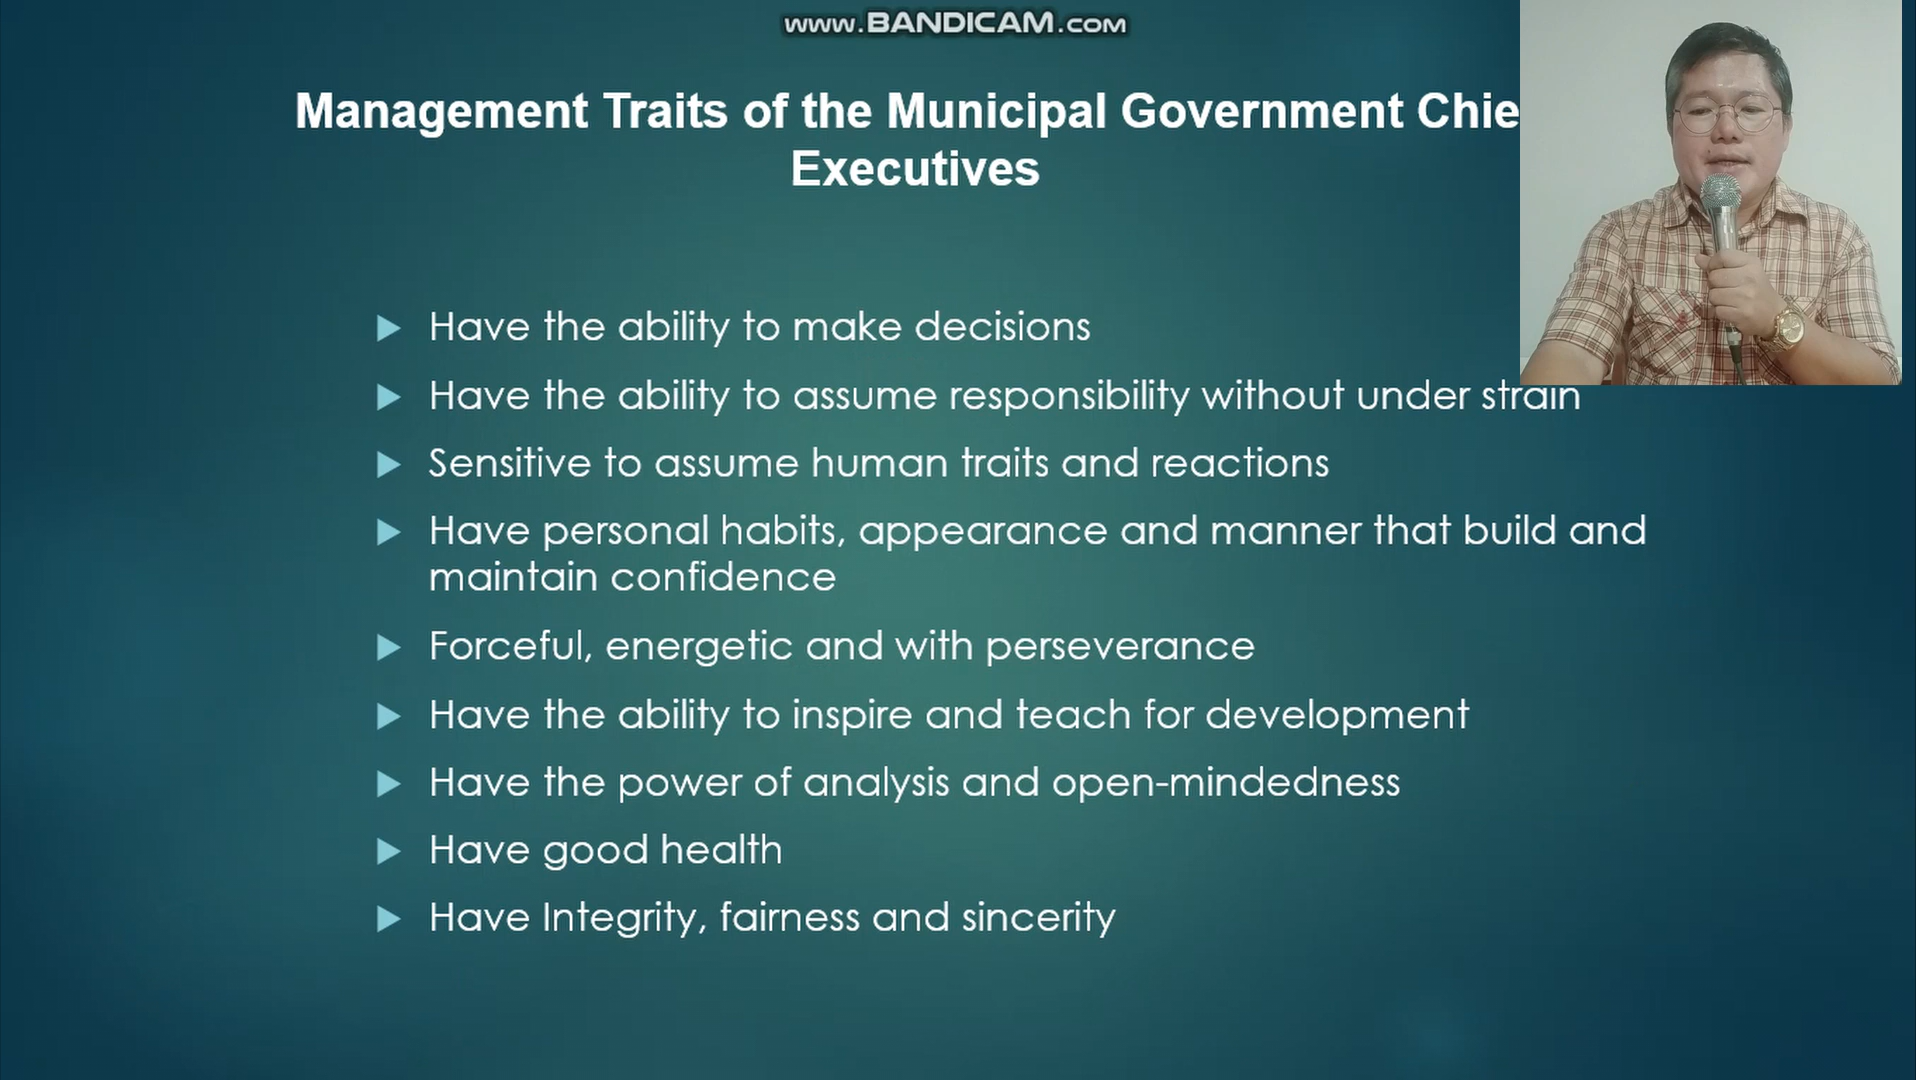 www.BANDICAM.com
Management Traits of the Municipal Government Chie
Executives
Have the ability to make decisions
Have the ability to assume responsibility without under strain
Sensitive to assume human traits and reactions
Have personal habits, appearance and manner that build and
maintain confidence
Forceful, energetic and with perseverance
Have the ability to inspire and teach for development
Have the power of analysis and open-mindedness
Have good health
Have Integrity, fairness and sincerity